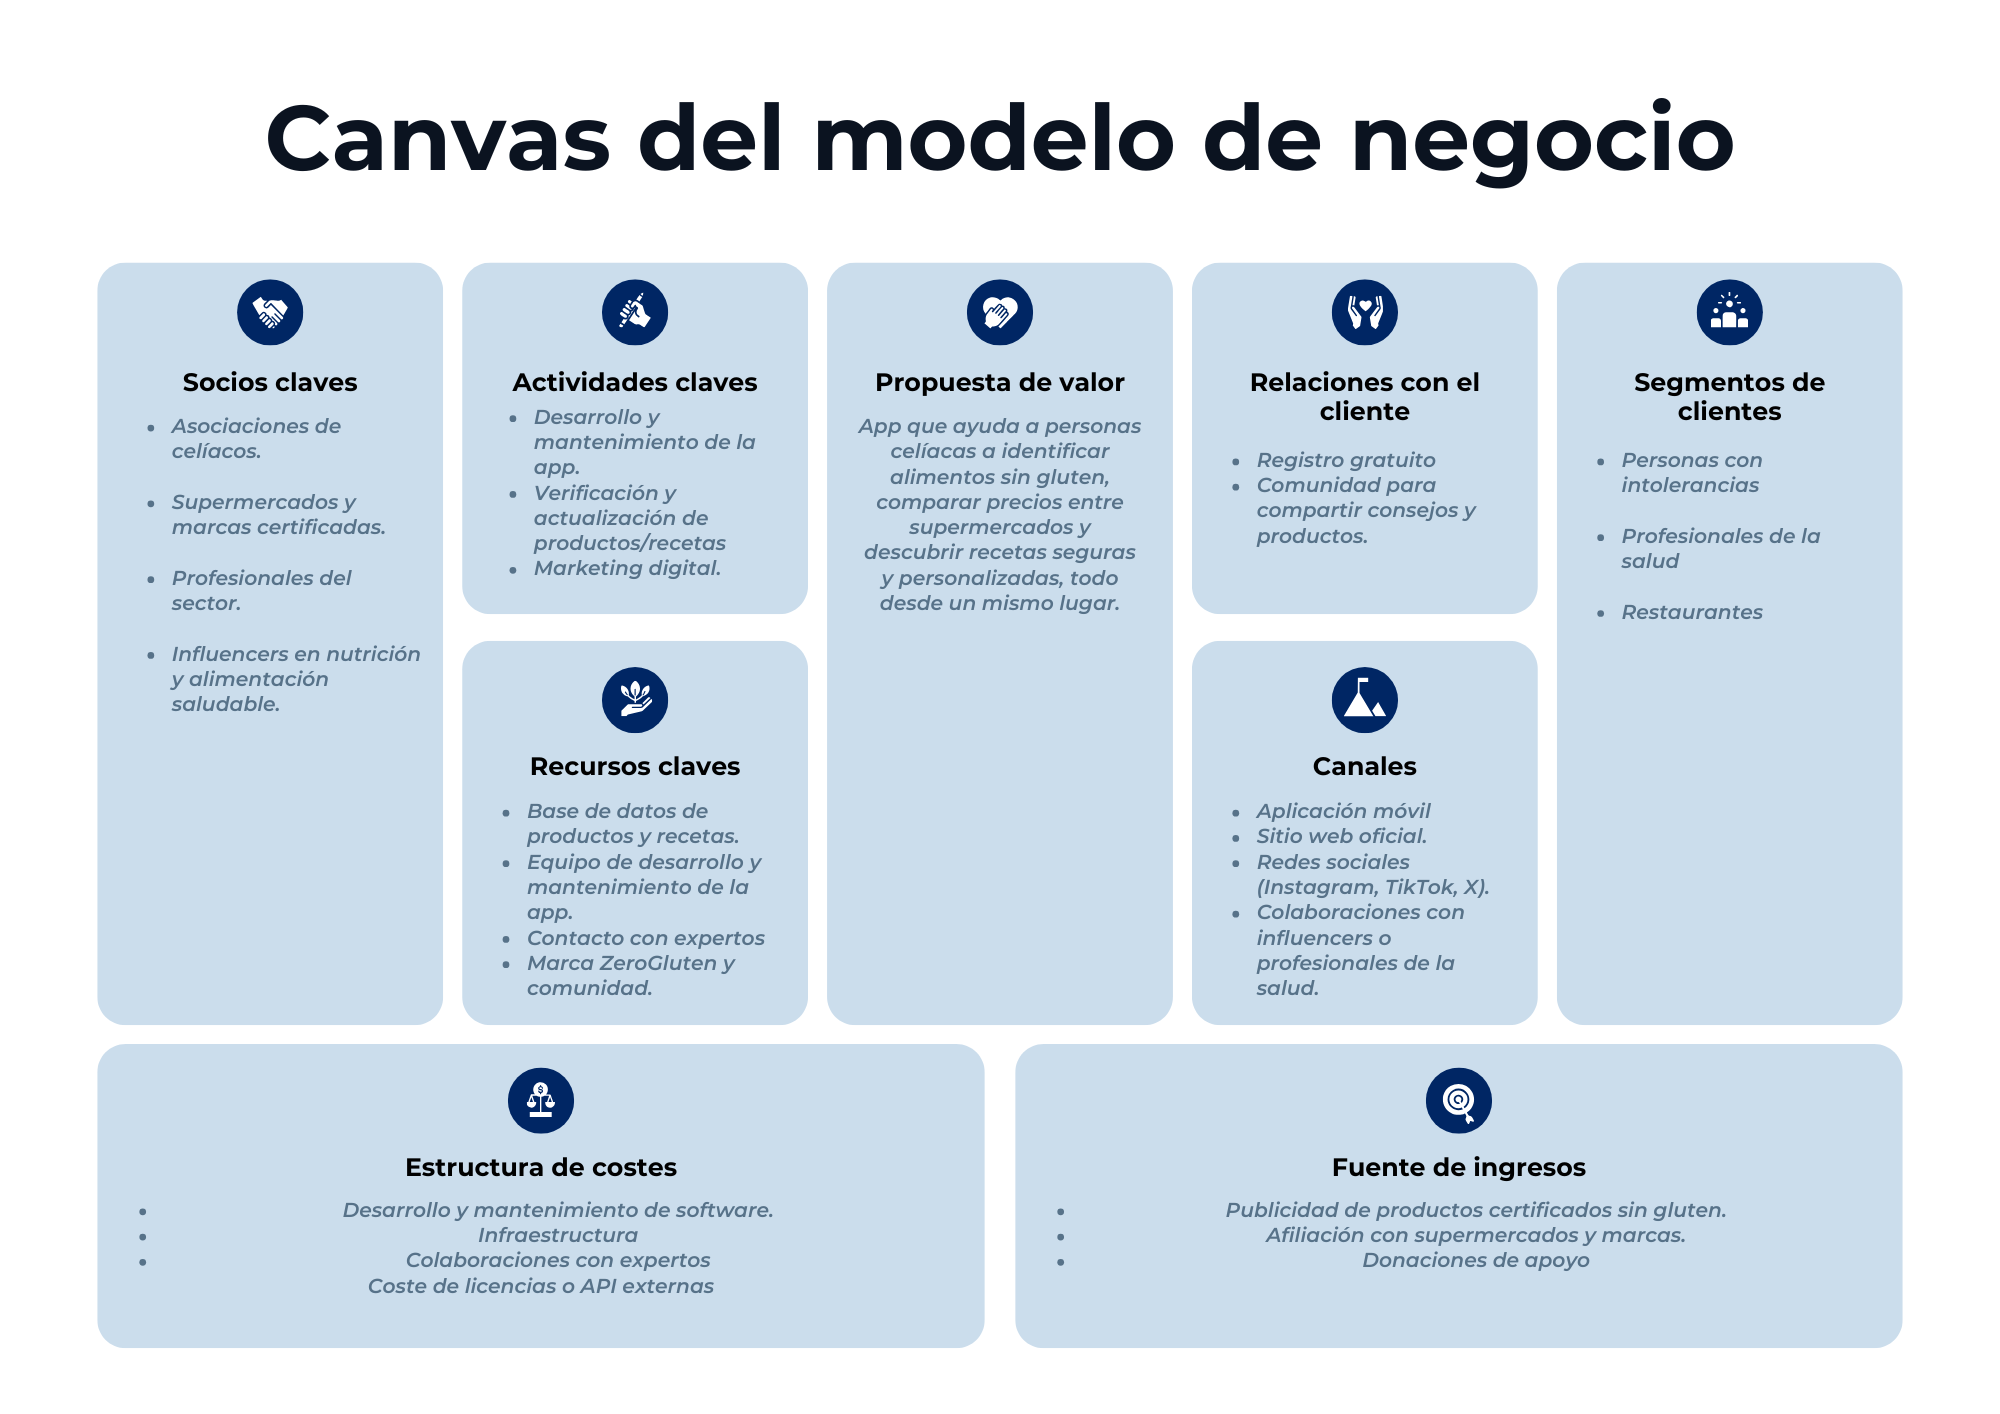 Canvas del modelo de negocio
Socios claves
• Asociaciones de
celíacos.
• Supermercados y
marcas certificadas.
• Profesionales del
sector.
• Influencers en nutrición
y alimentación
saludable.
Actividades claves
• Desarrollo y
mantenimiento de la
app.
• Verificación y
actualización de
productos/recetas
• Marketing digital.
Recursos claves
• Base de datos de
productos y recetas.
• Equipo de desarrollo y
mantenimiento de la
app.
• Contacto con expertos
• Marca ZeroGluten y
comunidad.
Propuesta de valor
App que ayuda a personas
celíacas a identificar
alimentos sin gluten,
comparar precios entre
supermercados y
descubrir recetas seguras
y personalizadas, todo
desde un mismo lugar.
Relaciones con el
cliente
• Registro gratuito
• Comunidad para
compartir consejos y
productos.
Canales
• Aplicación móvil
• Sitio web oficial.
• Redes sociales
(Instagram, TikTok, X).
• Colaboraciones con
influencers o
profesionales de la
salud.
Segmentos de
clientes
• Personas con
intolerancias
• Profesionales de la
salud
• Restaurantes
$
Estructura de costes
• Desarrollo y mantenimiento de software.
• Infraestructura
• Colaboraciones con expertos
Coste de licencias o API externas
Fuente de ingresos
• Publicidad de productos certificados sin gluten.
• Afiliación con supermercados y marcas.
• Donaciones de apoyo